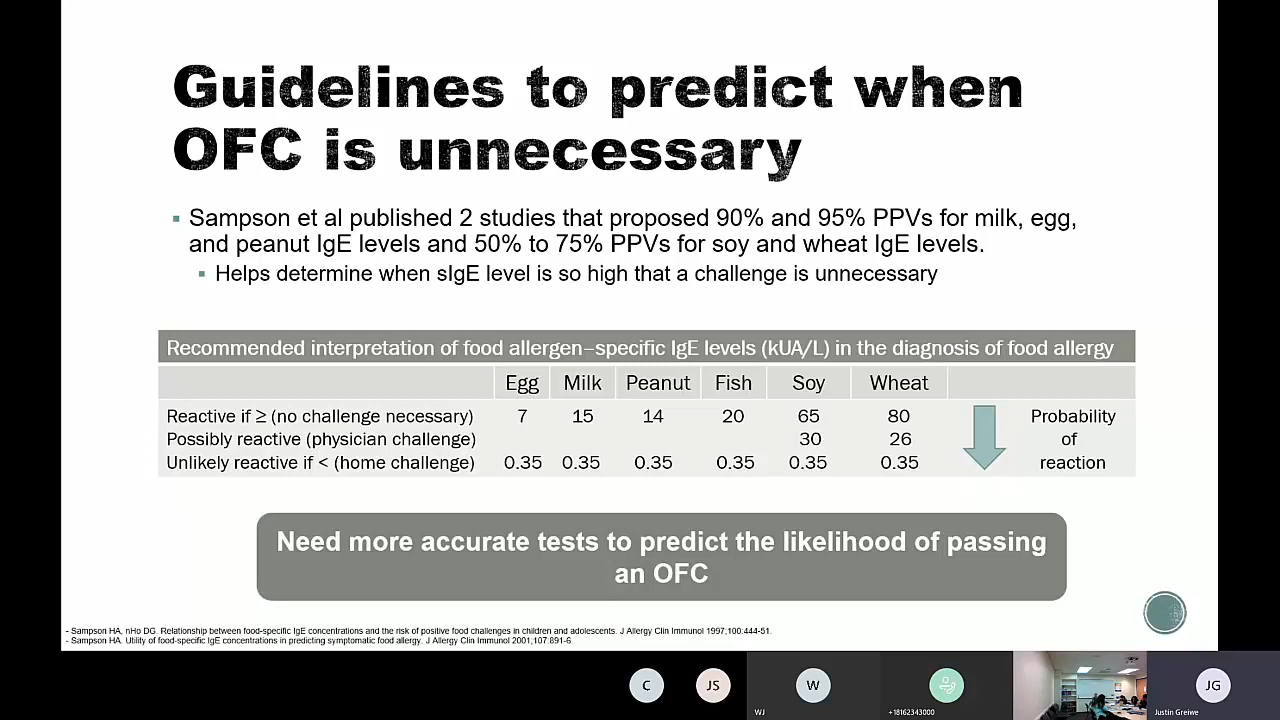 Guidelines to predict when
OFC is unnecessary
▪ Sampson et al published 2 studies that proposed 90% and 95% PPVs for milk, egg,
and peanut IgE levels and 50% to 75% PPVs for soy and wheat IgE levels.
▪ Helps determine when sIgE level is so high that a challenge is unnecessary
Recommended interpretation of food allergen–specific IgE levels (kUA/L) in the diagnosis of food allergy
Egg Milk Peanut Fish Soy Wheat
Reactive if ≥ (no challenge necessary) 7 15 14 20 65 80 Probability
Possibly reactive (physician challenge) 30 26 of
Unlikely reactive if < (home challenge) 0.35 0.35 0.35 0.35 0.35 0.35 reaction
Need more accurate tests to predict the likelihood of passing
an OFC
- Sampson HA, nHo DG. Relationship between food-specific IgE concentrations and the risk of positive food challenges in children and adolescents. J Allergy Clin Immunol 1997;100:444-51.
- Sampson HA. Utility of food-specific IgE concentrations in predicting symptomatic food allergy. J Allergy Clin Immunol 2001;107:891-6.
C JS W JG
WJ +18162343000 Justin Greiwe